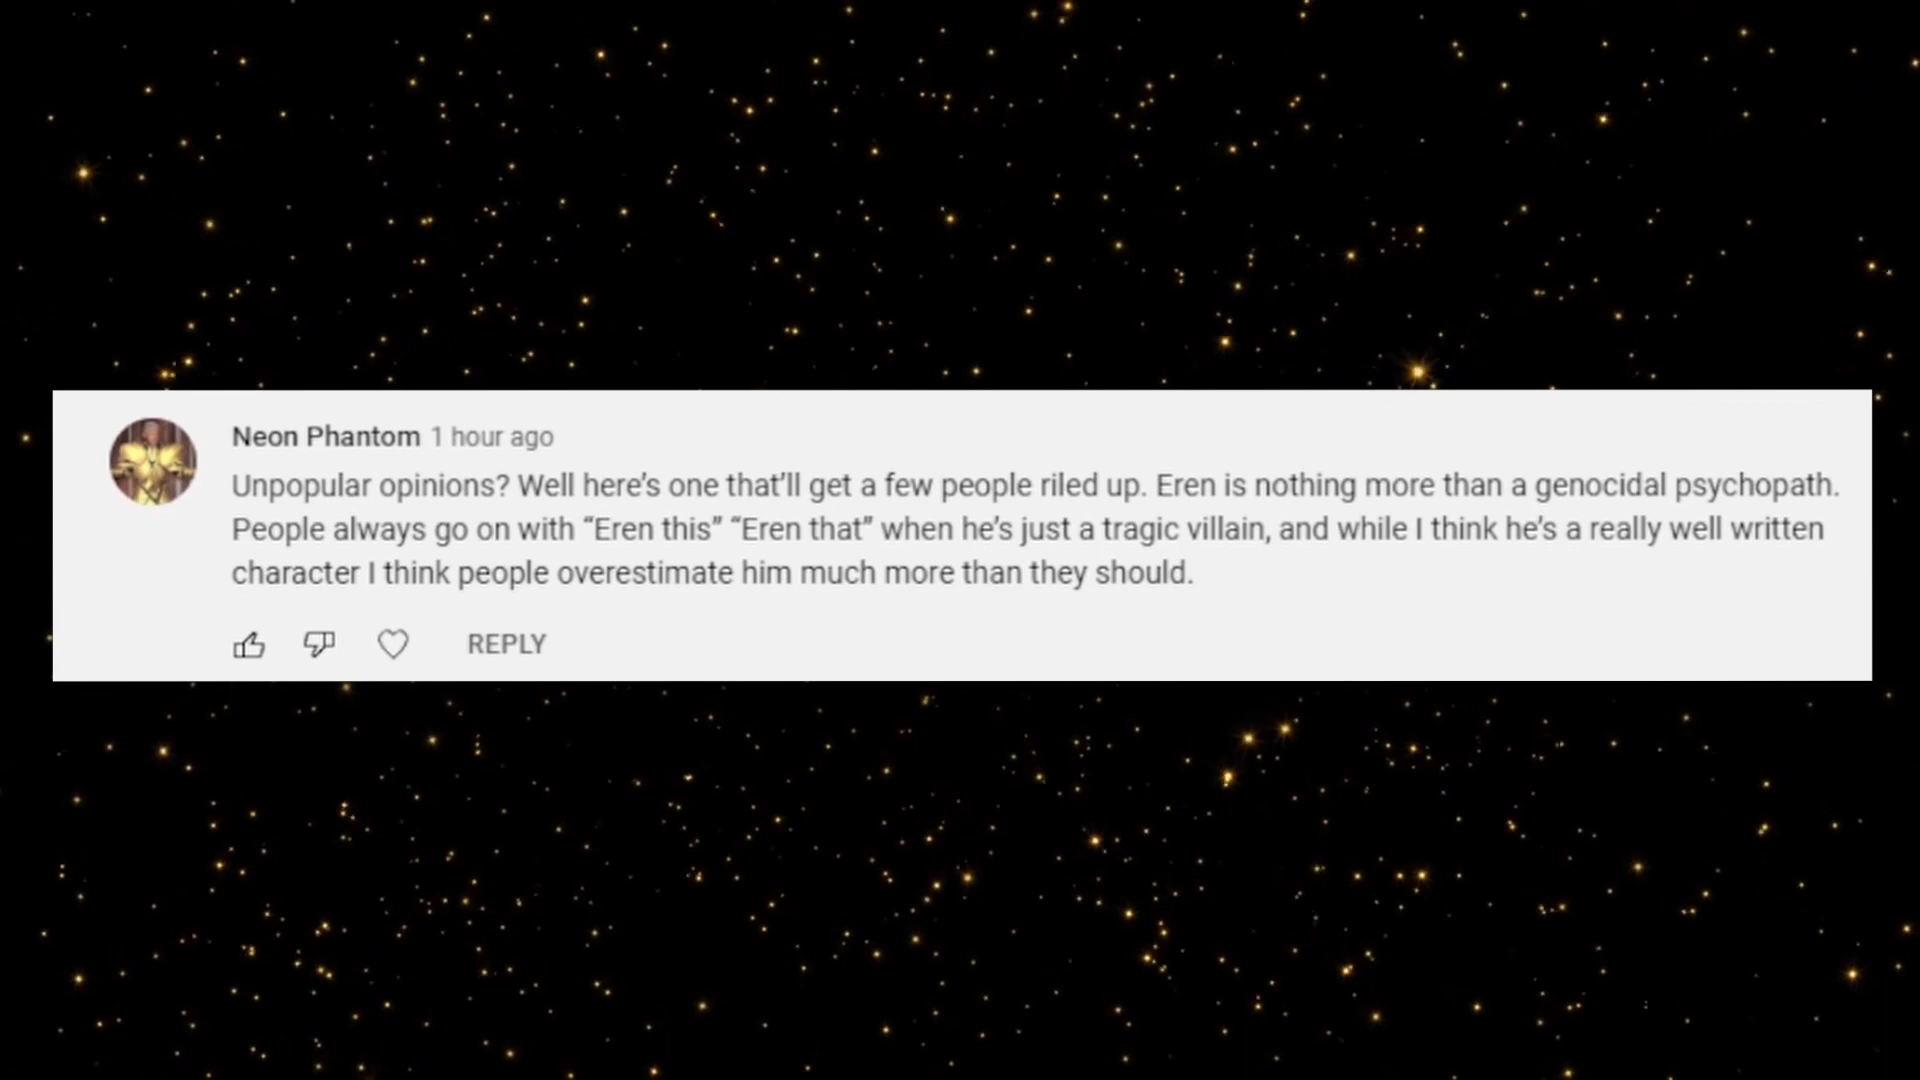 Neon Phantom 1 hour ago
Unpopular opinions? Well here’s one that’ll get a few people riled up. Eren is nothing more than a genocidal psychopath.
People always go on with “Eren this” “Eren that” when he’s just a tragic villain, and while I think he’s a really well written
character I think people overestimate him much more than they should.
REPLY